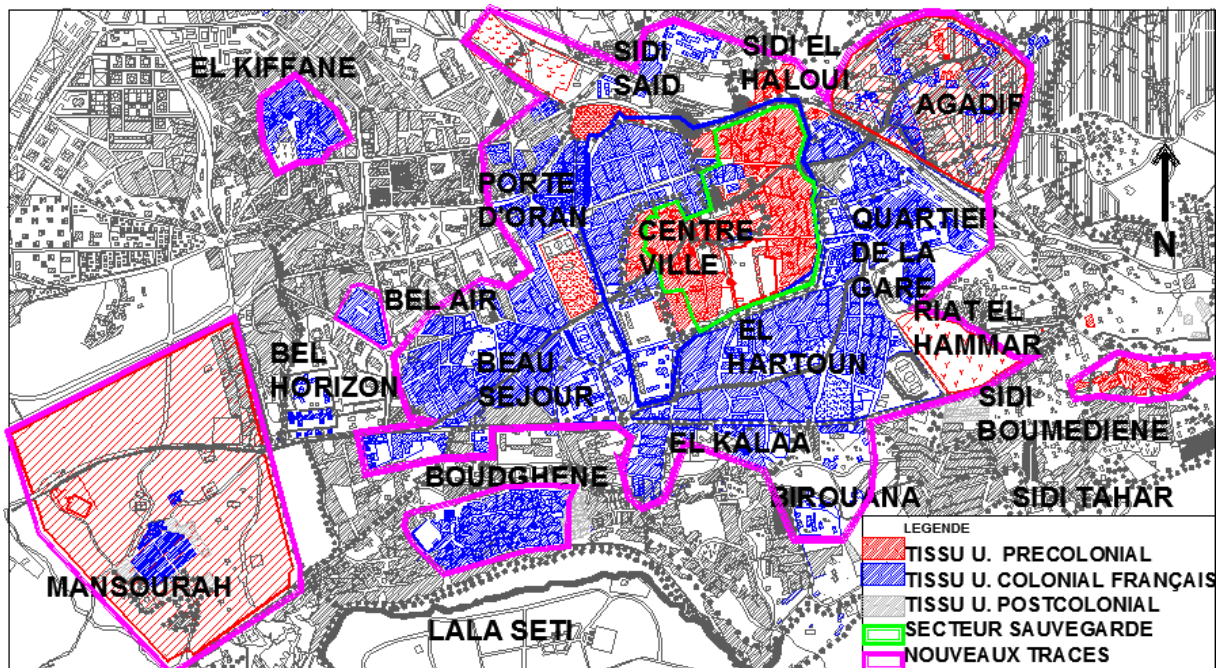 SIDI
SAID
SIDI EL
HALOUI
EL KIFFANE
AGADIR
PORTE
D'ORAN
CENTRE
VILLE
QUARTIER
DE LA
GARE
N
BEL AIR
RIAT EL
HAMMAR
BEL
HORIZON
BEAU
SEJOUR
EL
HARTOUN
SIDI
BOUMEDIENE
EL KALAA
BOUDGHENE
BIROUANA
SIDI TAHAR
MANSOURAH
LALA SETI
LEGENDE
TISSU U. PRECOLONIAL
TISSU U. COLONIAL FRANÇAIS
TISSU U. POSTCOLONIAL
SECTEUR SAUVEGARDE
NOUVEAUX TRACES